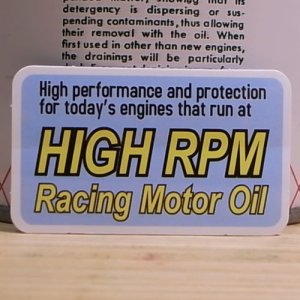 detergency is dispersing or sus-
pending contaminants, thus allowing
their removal with the oil. When
first used in other than new engines,
the drainings will be particularly
High performance and protection
for today's engines that run at
HIGH RPM
Racing Motor Oil